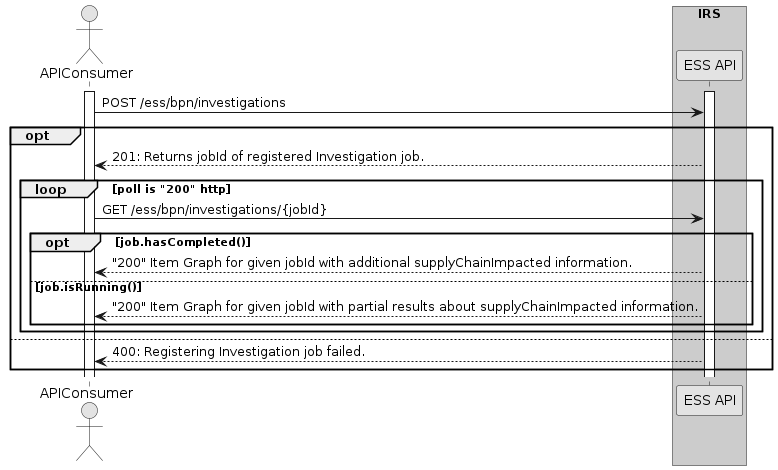 IRS
APIConsumer
ESS API
POST /ess/bpn/investigations
opt
201: Returns jobId of registered Investigation job.
loop [poll is "200" http]
GET /ess/bpn/investigations/{jobId}
opt [job.hasCompleted()]
"200" Item Graph for given jobId with additional supplyChainImpacted information.
[job.isRunning()]
"200" Item Graph for given jobId with partial results about supplyChainImpacted information.
400: Registering Investigation job failed.
APIConsumer
ESS API